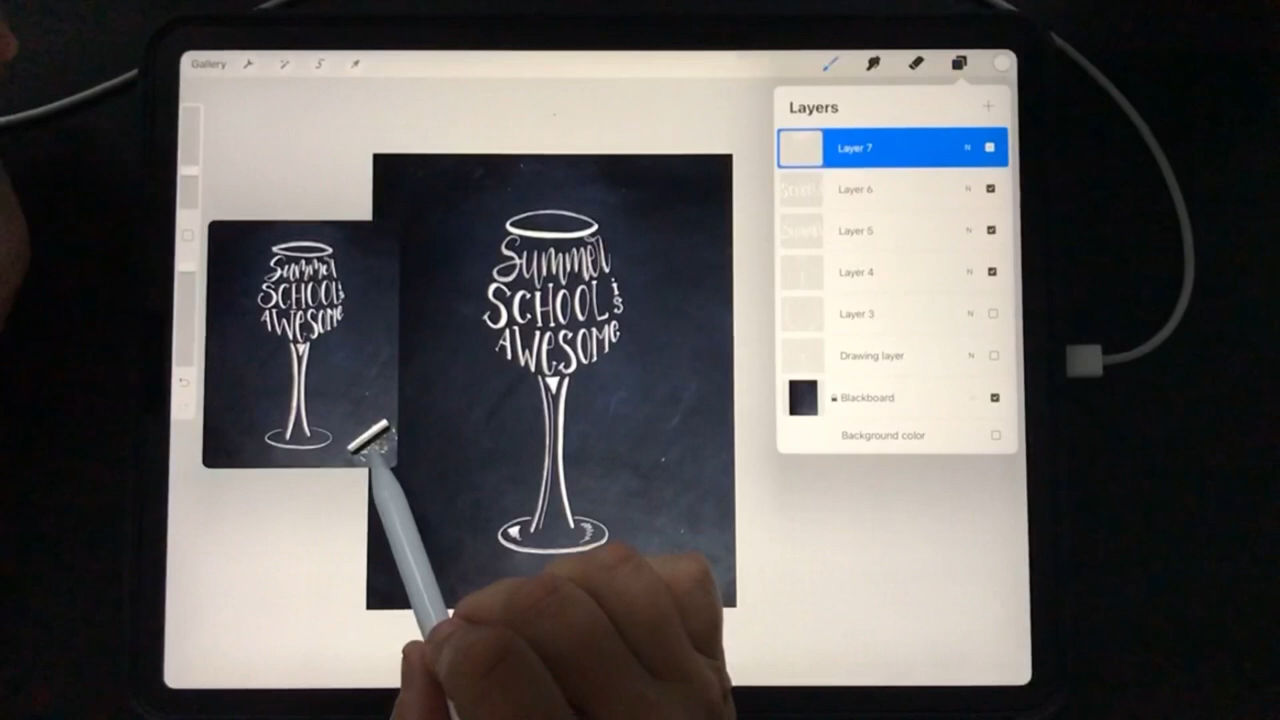 Gallery
Layers
Layer 7 N
Layer 6 N
Layer 5 N
Layer 4 N
Layer 3 N
Drawing layer N
Blackboard
Background color
Summer
SCHOOL is
AWESOME
Summer
SCHOOL is
AWESOME